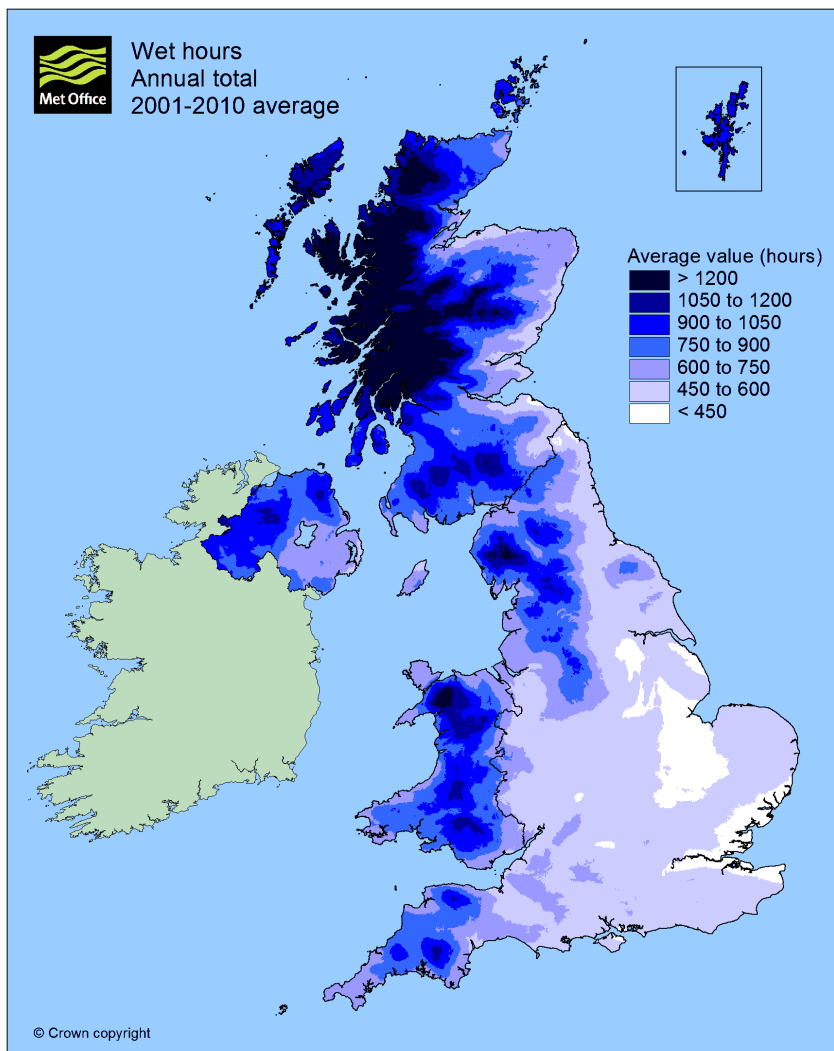 Met Office
Wet hours
Annual total
2001-2010 average
Average value (hours)
> 1200
1050 to 1200
900 to 1050
750 to 900
600 to 750
450 to 600
< 450
© Crown copyright